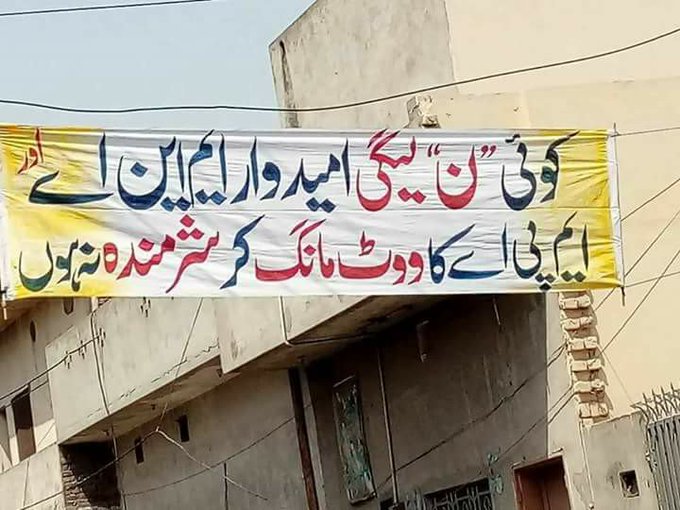 کوئی "ن" لیگی امیدوار ایم این اے اور
ایم پی اے کا ووٹ مانگ کر شرمندہ نہ ہوں